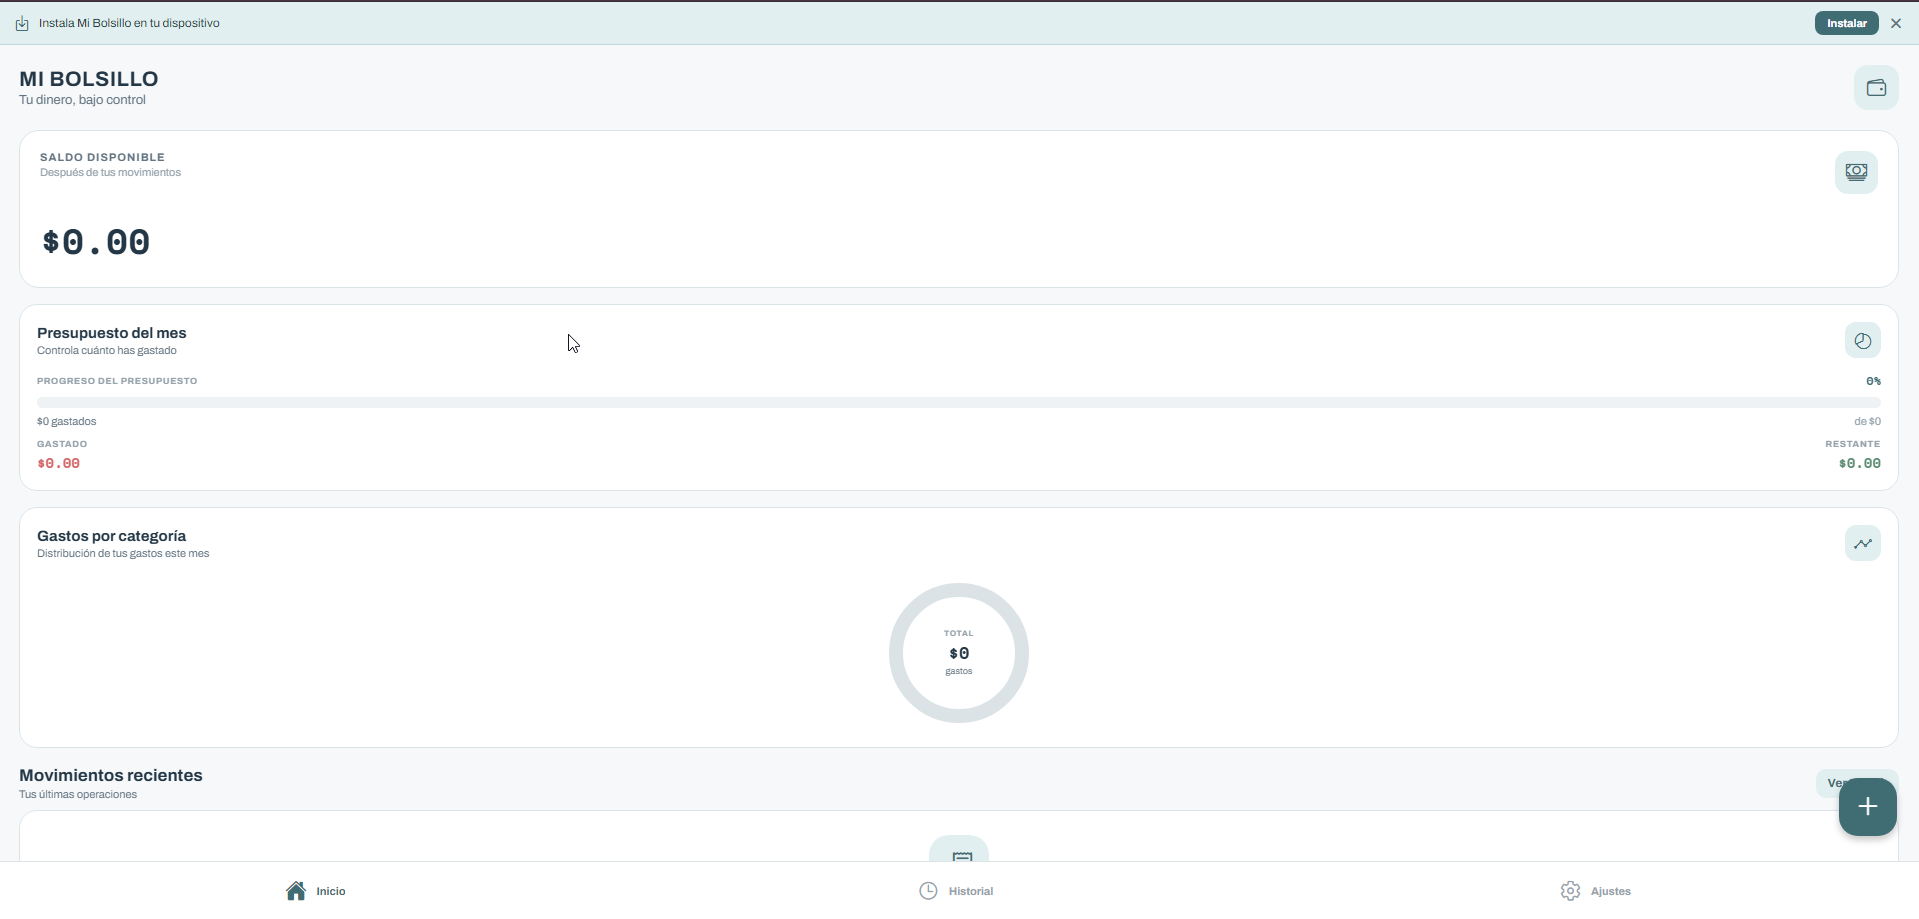 Instala Mi Bolsillo en tu dispositivo
Instalar
MI BOLSILLO
Tu dinero, bajo control
SALDO DISPONIBLE
Después de tus movimientos
$0.00
Presupuesto del mes
Controla cuánto has gastado
PROGRESO DEL PRESUPUESTO
0%
$0 gastados
de $0
GASTADO
RESTANTE
$0.00
$0.00
Gastos por categoría
Distribución de tus gastos este mes
TOTAL
$0
gastos
Movimientos recientes
Tus últimas operaciones
Inicio
Historial
Ajustes